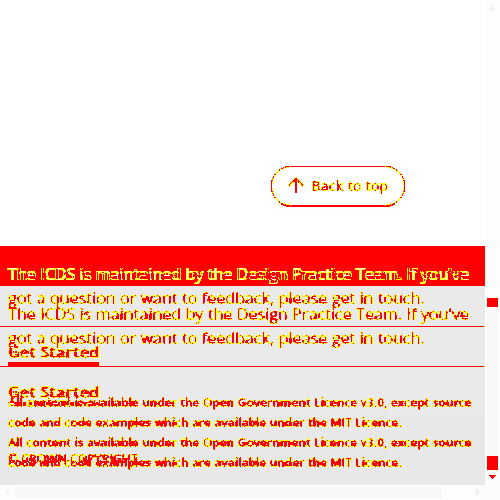 Back to top
The ICDS is maintained by the Design Practice Team. If you've
got a question or want to feedback, please get in touch.
The ICDS is maintained by the Design Practice Team. If you've
got a question or want to feedback, please get in touch.
Get Started
Get Started
All content is available under the Open Government Licence v3.0, except source
code and code examples which are available under the MIT Licence.
All content is available under the Open Government Licence v3.0, except source
code and code examples which are available under the MIT Licence.
© CROWN COPYRIGHT